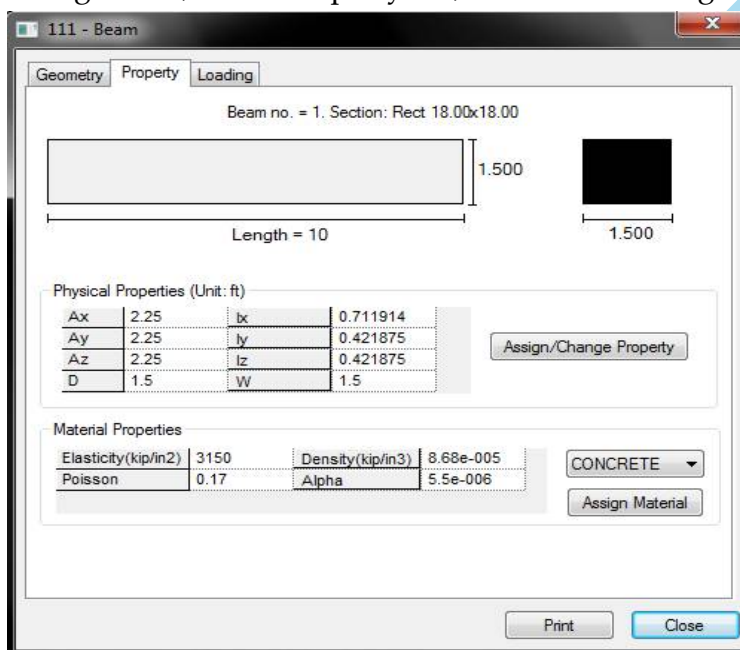 111 - Beam
Geometry Property Loading
Beam no. = 1. Section: Rect 18.00x18.00
1.500
Length = 10
1.500
Physical Properties (Unit: ft)
Ax 2.25 Ix 0.711914
Ay 2.25 Iy 0.421875
Az 2.25 Iz 0.421875
D 1.5 W 1.5
Assign/Change Property
Material Properties
Elasticity(kip/in2) 3150 Density(kip/in3) 8.68e-005
Poisson 0.17 Alpha 5.5e-006
CONCRETE
Assign Material
Print Close